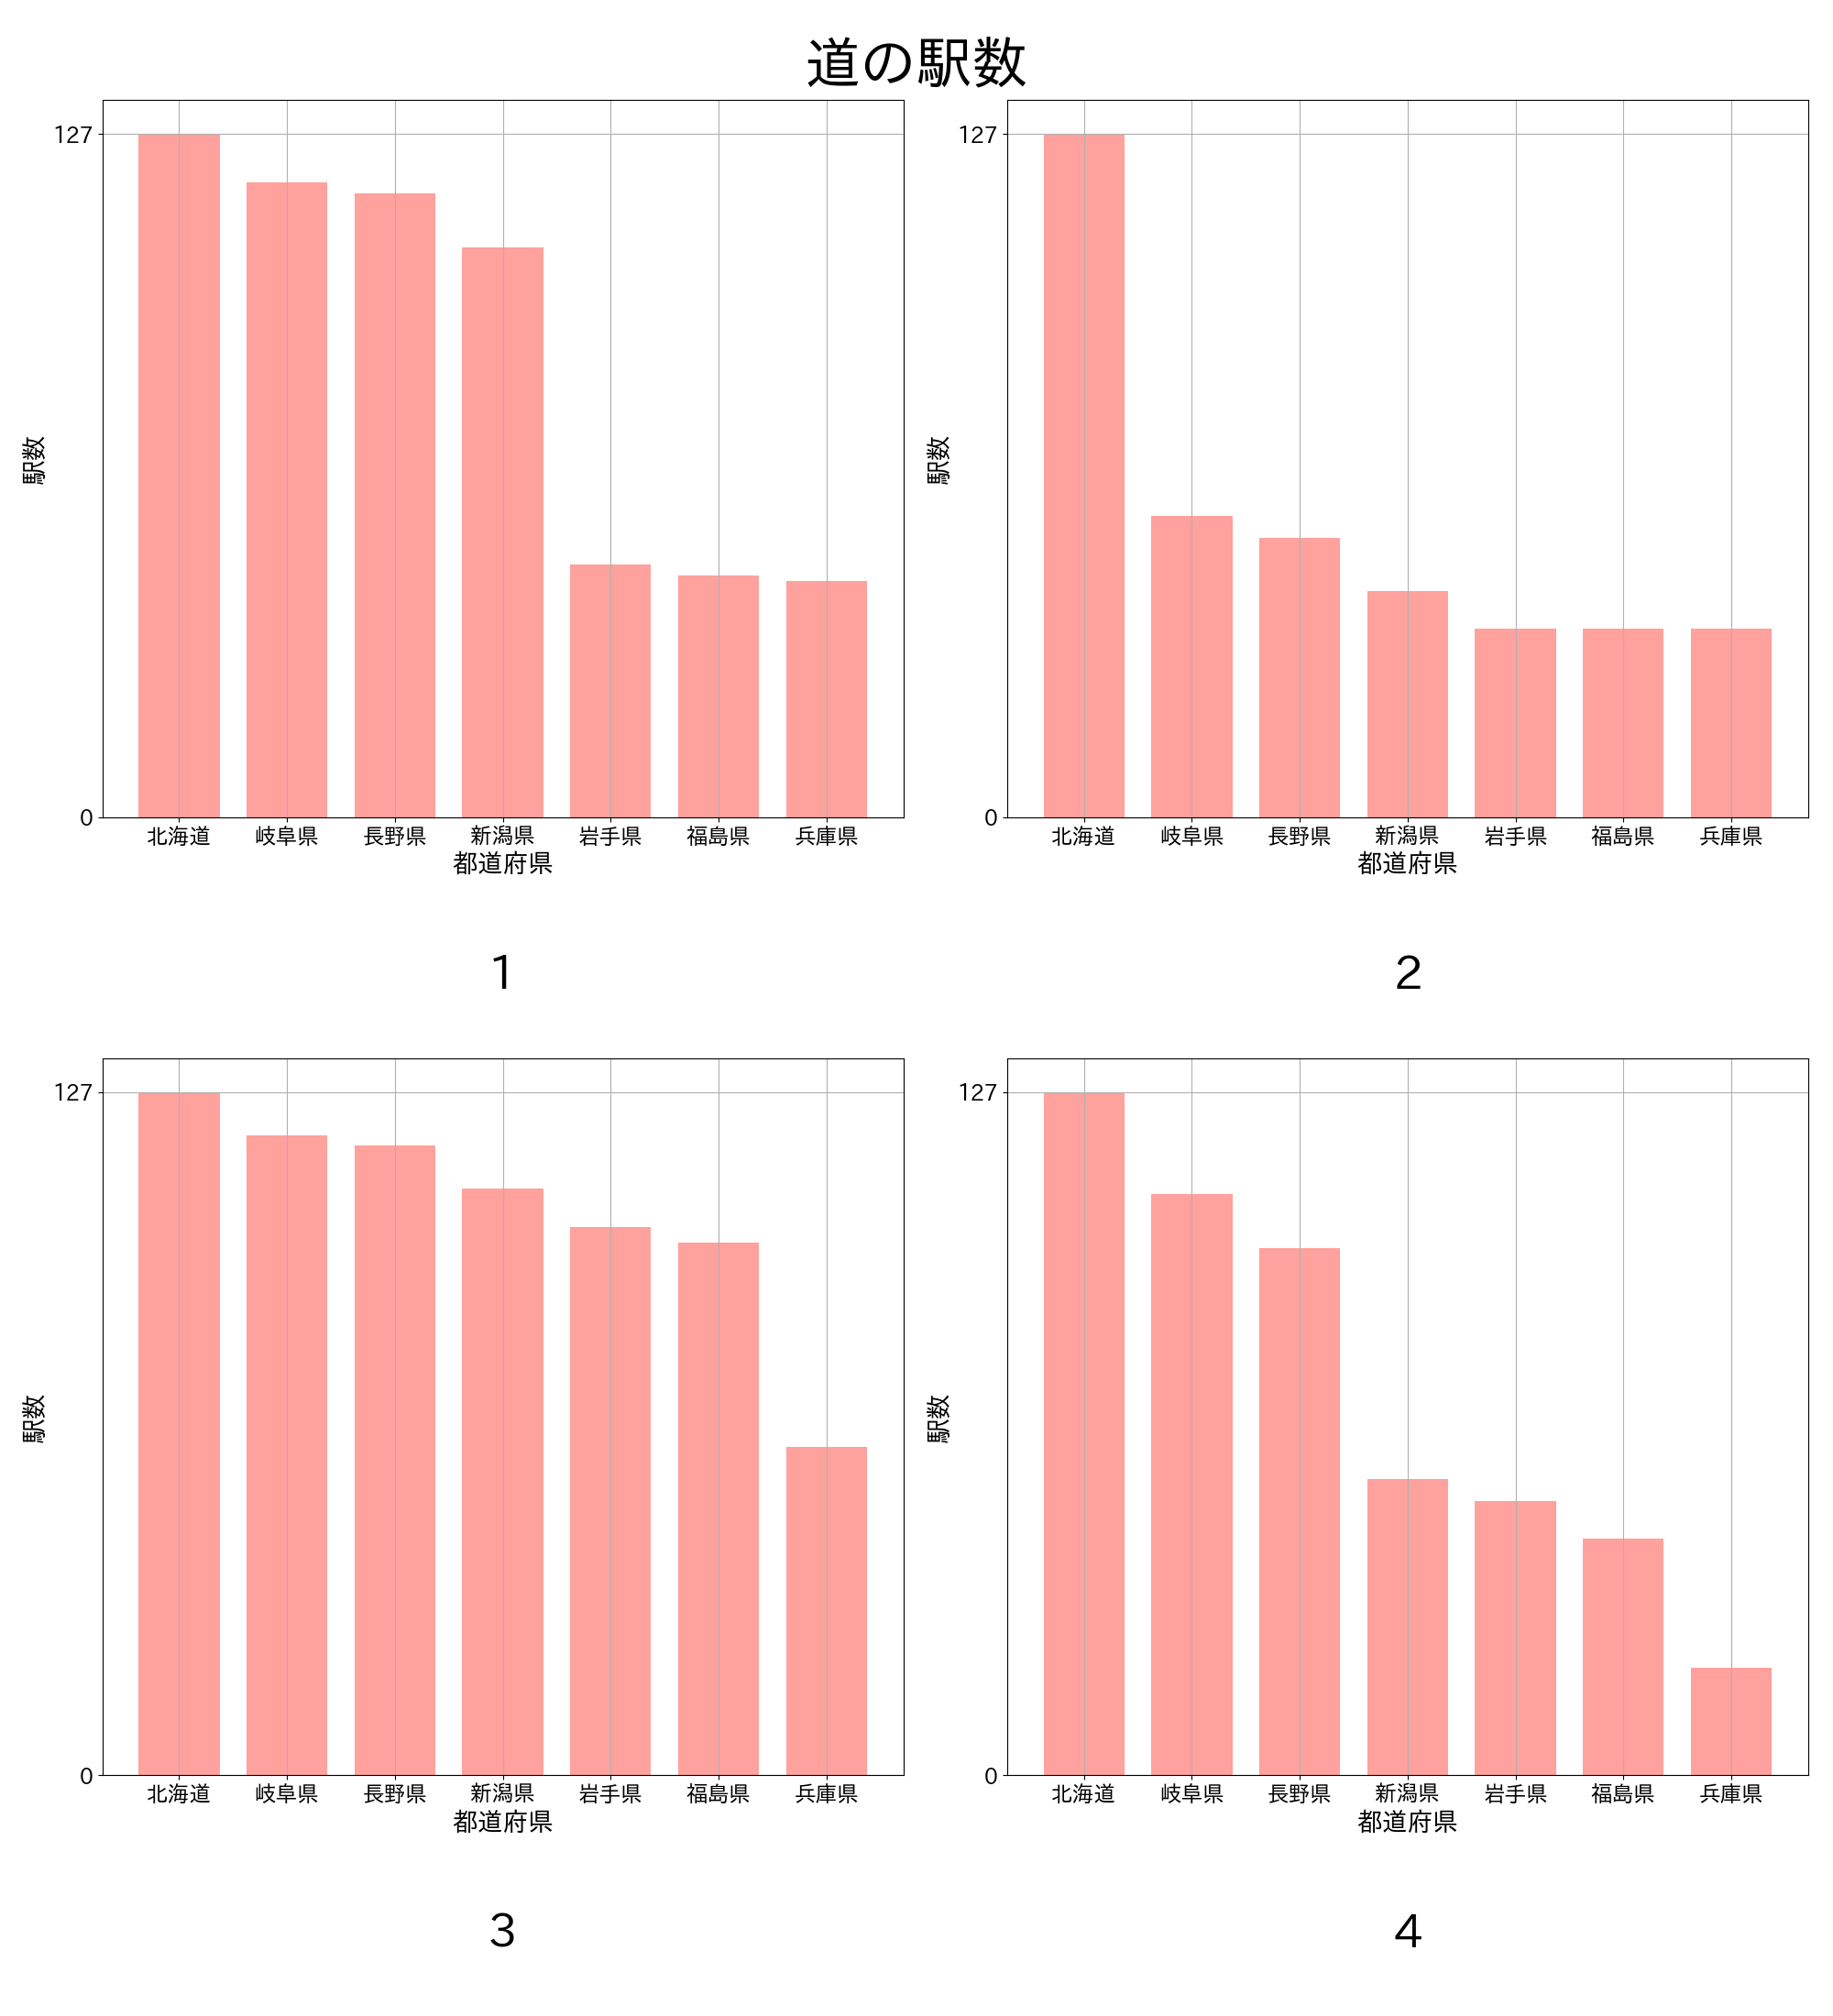 道の駅数
127
0
駅数
北海道 岐阜県 長野県 新潟県 岩手県 福島県 兵庫県
都道府県
1
127
0
駅数
北海道 岐阜県 長野県 新潟県 岩手県 福島県 兵庫県
都道府県
2
127
0
駅数
北海道 岐阜県 長野県 新潟県 岩手県 福島県 兵庫県
都道府県
3
127
0
駅数
北海道 岐阜県 長野県 新潟県 岩手県 福島県 兵庫県
都道府県
4